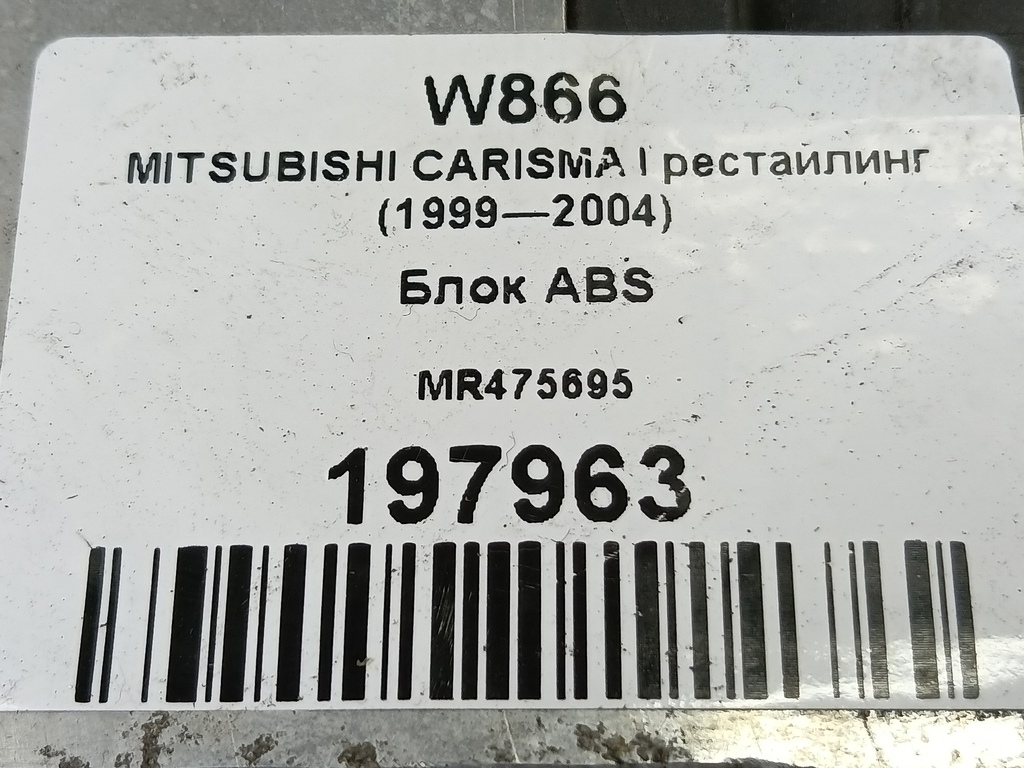 W866
MITSUBISHI CARISMA I рестайлинг
(1999—2004)
Блок ABS
MR475695
197963